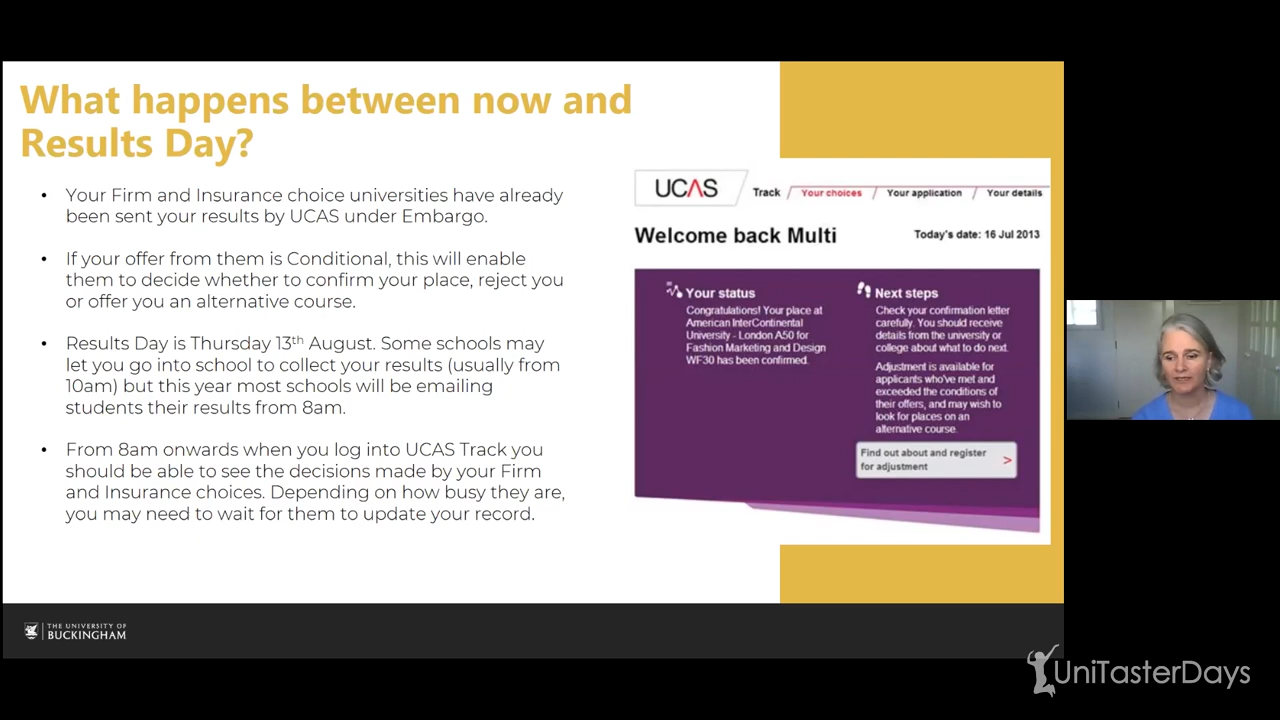 What happens between now and
Results Day?
• Your Firm and Insurance choice universities have already
been sent your results by UCAS under Embargo.
• If your offer from them is Conditional, this will enable
them to decide whether to confirm your place, reject you
or offer you an alternative course.
• Results Day is Thursday 13th August. Some schools may
let you go into school to collect your results (usually from
10am) but this year most schools will be emailing
students their results from 8am.
• From 8am onwards when you log into UCAS Track you
should be able to see the decisions made by your Firm
and Insurance choices. Depending on how busy they are,
you may need to wait for them to update your record.
UCAS
Track / Your choices / Your application / Your details
Welcome back Multi
Today's date: 16 Jul 2013
Your status
Congratulations! Your place at
American InterContinental
University - London A50 for
Fashion Marketing and Design
WF30 has been confirmed.
Next steps
Check your confirmation letter
carefully. You should receive
details from the university or
college about what to do next.
Adjustment is available for
applicants who've met and
exceeded the conditions of
their offers, and may wish to
look for places on an
alternative course.
Find out about and register
for adjustment >
THE UNIVERSITY OF
BUCKINGHAM
UniTasterDays